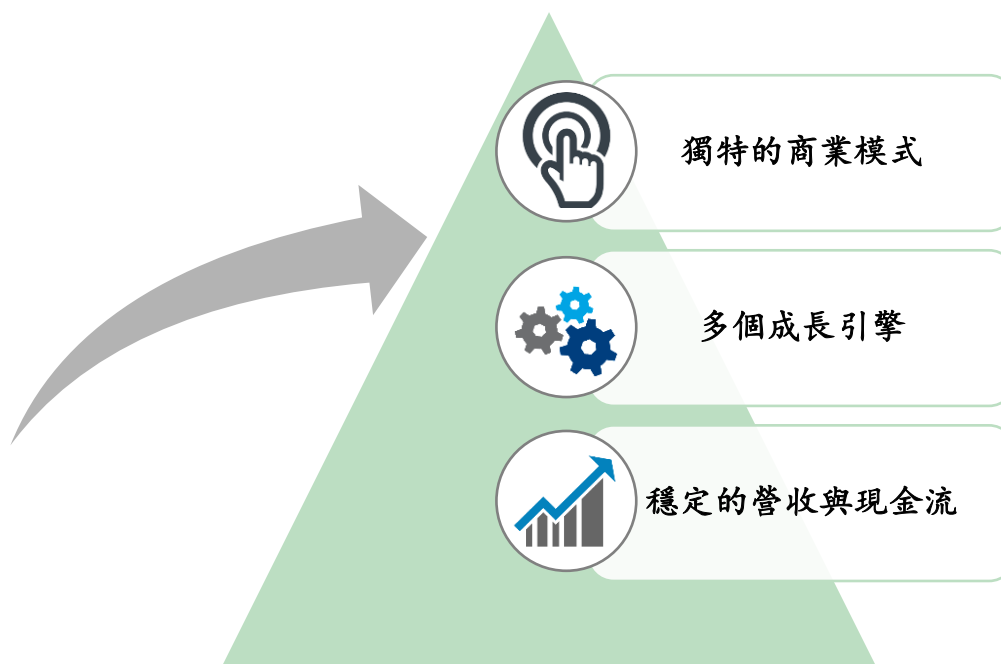 獨特的商業模式
多個成長引擎
穩定的營收與現金流